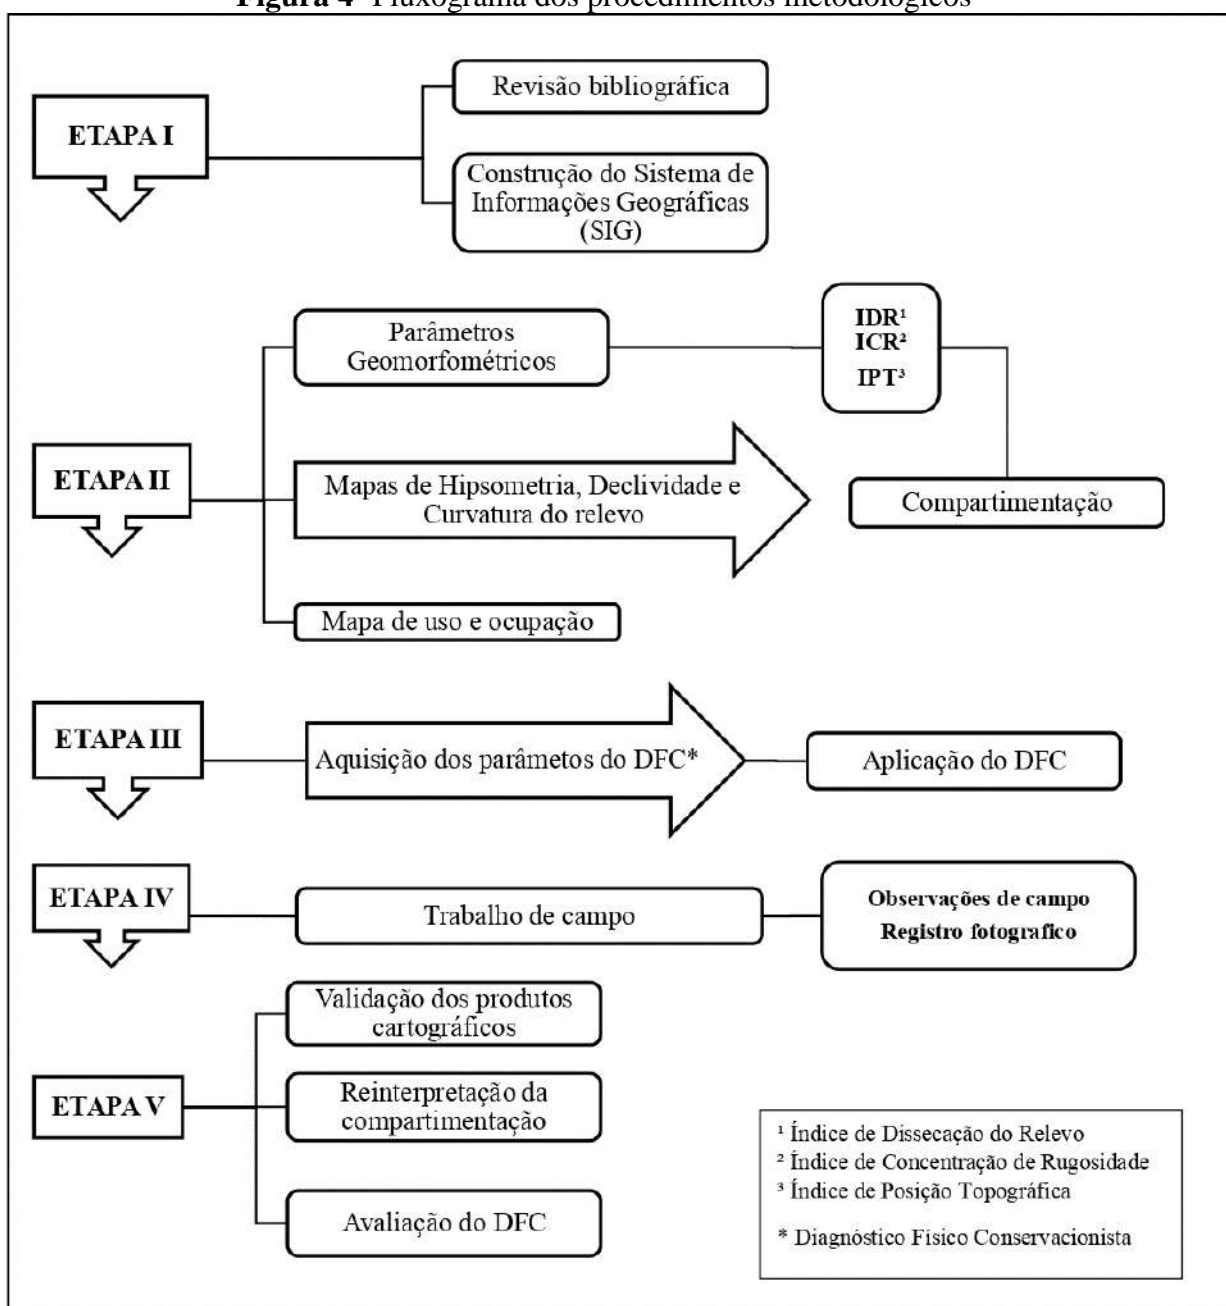 Figura 4- Fluxograma dos procedimentos metodológicos
ETAPA I
Revisão bibliográfica
Construção do Sistema de
Informações Geográficas
(SIG)
ETAPA II
Parâmetros
Geomorfométricos
IDR¹
ICR²
IPT³
Mapas de Hipsometria, Declividade e
Curvatura do relevo
Compartimentação
Mapa de uso e ocupação
ETAPA III
Aquisição dos parâmetos do DFC*
Aplicação do DFC
ETAPA IV
Trabalho de campo
Observações de campo
Registro fotografico
ETAPA V
Validação dos produtos
cartográficos
Reinterpretação da
compartimentação
Avaliação do DFC
¹ Índice de Dissecação do Relevo
² Índice de Concentração de Rugosidade
³ Índice de Posição Topográfica
* Diagnóstico Físico Conservacionista